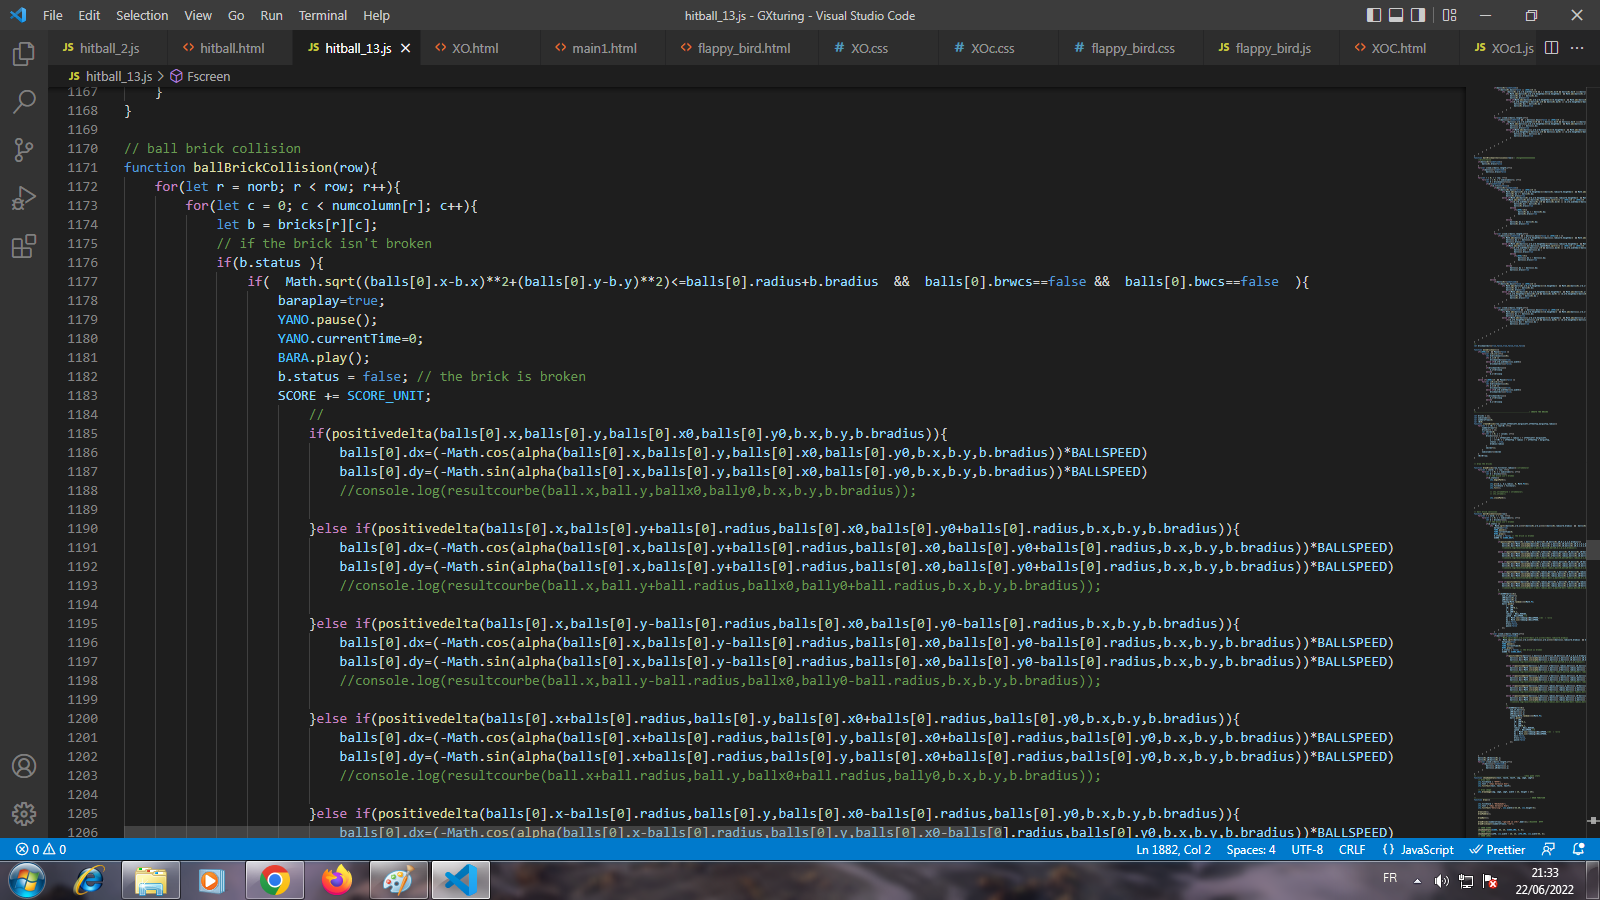 File Edit Selection View Go Run Terminal Help hitball_13.js - GXturing - Visual Studio Code
JS hitball_2.js <> hitball.html JS hitball_13.js <> XO.html <> main1.html <> flappy_bird.html # XO.css # XOc.css # flappy_bird.css JS flappy_bird.js <> XOC.html JS XOc1.js
JS hitball_13.js > Fscreen
1167 }
1168 }
1169
1170 // ball brick collision
1171 function ballBrickCollision(row){
1172 for(let r = norb; r < row; r++){
1173 for(let c = 0; c < numcolumn[r]; c++){
1174 let b = bricks[r][c];
1175 // if the brick isn't broken
1176 if(b.status ){
1177 if(  Math.sqrt((balls[0].x-b.x)**2+(balls[0].y-b.y)**2)<=balls[0].radius+b.bradius  &&  balls[0].brwcs==false &&  balls[0].bwcs==false  ){
1178 baraplay=true;
1179 YANO.pause();
1180 YANO.currentTime=0;
1181 BARA.play();
1182 b.status = false; // the brick is broken
1183 SCORE += SCORE_UNIT;
1184 //
1185 if(positivedelta(balls[0].x,balls[0].y,balls[0].x0,balls[0].y0,b.x,b.y,b.bradius)){
1186 balls[0].dx=(-Math.cos(alpha(balls[0].x,balls[0].y,balls[0].x0,balls[0].y0,b.x,b.y,b.bradius))*BALLSPEED)
1187 balls[0].dy=(-Math.sin(alpha(balls[0].x,balls[0].y,balls[0].x0,balls[0].y0,b.x,b.y,b.bradius))*BALLSPEED)
1188 //console.log(resultcourbe(ball.x,ball.y,ballx0,bally0,b.x,b.y,b.bradius));
1189
1190 }else if(positivedelta(balls[0].x,balls[0].y+balls[0].radius,balls[0].x0,balls[0].y0+balls[0].radius,b.x,b.y,b.bradius)){
1191 balls[0].dx=(-Math.cos(alpha(balls[0].x,balls[0].y+balls[0].radius,balls[0].x0,balls[0].y0+balls[0].radius,b.x,b.y,b.bradius))*BALLSPEED)
1192 balls[0].dy=(-Math.sin(alpha(balls[0].x,balls[0].y+balls[0].radius,balls[0].x0,balls[0].y0+balls[0].radius,b.x,b.y,b.bradius))*BALLSPEED)
1193 //console.log(resultcourbe(ball.x,ball.y+ball.radius,ballx0,bally0+ball.radius,b.x,b.y,b.bradius));
1194
1195 }else if(positivedelta(balls[0].x,balls[0].y-balls[0].radius,balls[0].x0,balls[0].y0-balls[0].radius,b.x,b.y,b.bradius)){
1196 balls[0].dx=(-Math.cos(alpha(balls[0].x,balls[0].y-balls[0].radius,balls[0].x0,balls[0].y0-balls[0].radius,b.x,b.y,b.bradius))*BALLSPEED)
1197 balls[0].dy=(-Math.sin(alpha(balls[0].x,balls[0].y-balls[0].radius,balls[0].x0,balls[0].y0-balls[0].radius,b.x,b.y,b.bradius))*BALLSPEED)
1198 //console.log(resultcourbe(ball.x,ball.y-ball.radius,ballx0,bally0-ball.radius,b.x,b.y,b.bradius));
1199
1200 }else if(positivedelta(balls[0].x+balls[0].radius,balls[0].y,balls[0].x0+balls[0].radius,balls[0].y0,b.x,b.y,b.bradius)){
1201 balls[0].dx=(-Math.cos(alpha(balls[0].x+balls[0].radius,balls[0].y,balls[0].x0+balls[0].radius,balls[0].y0,b.x,b.y,b.bradius))*BALLSPEED)
1202 balls[0].dy=(-Math.sin(alpha(balls[0].x+balls[0].radius,balls[0].y,balls[0].x0+balls[0].radius,balls[0].y0,b.x,b.y,b.bradius))*BALLSPEED)
1203 //console.log(resultcourbe(ball.x+ball.radius,ball.y,ballx0+ball.radius,bally0,b.x,b.y,b.bradius));
1204
1205 }else if(positivedelta(balls[0].x-balls[0].radius,balls[0].y,balls[0].x0-balls[0].radius,balls[0].y0,b.x,b.y,b.bradius)){
1206 balls[0].dx=(-Math.cos(alpha(balls[0].x-balls[0].radius,balls[0].y,balls[0].x0-balls[0].radius,balls[0].y0,b.x,b.y,b.bradius))*BALLSPEED)
0 0 Ln 1882, Col 2 Spaces: 4 UTF-8 CRLF {} JavaScript Prettier
FR 21:33
22/06/2022